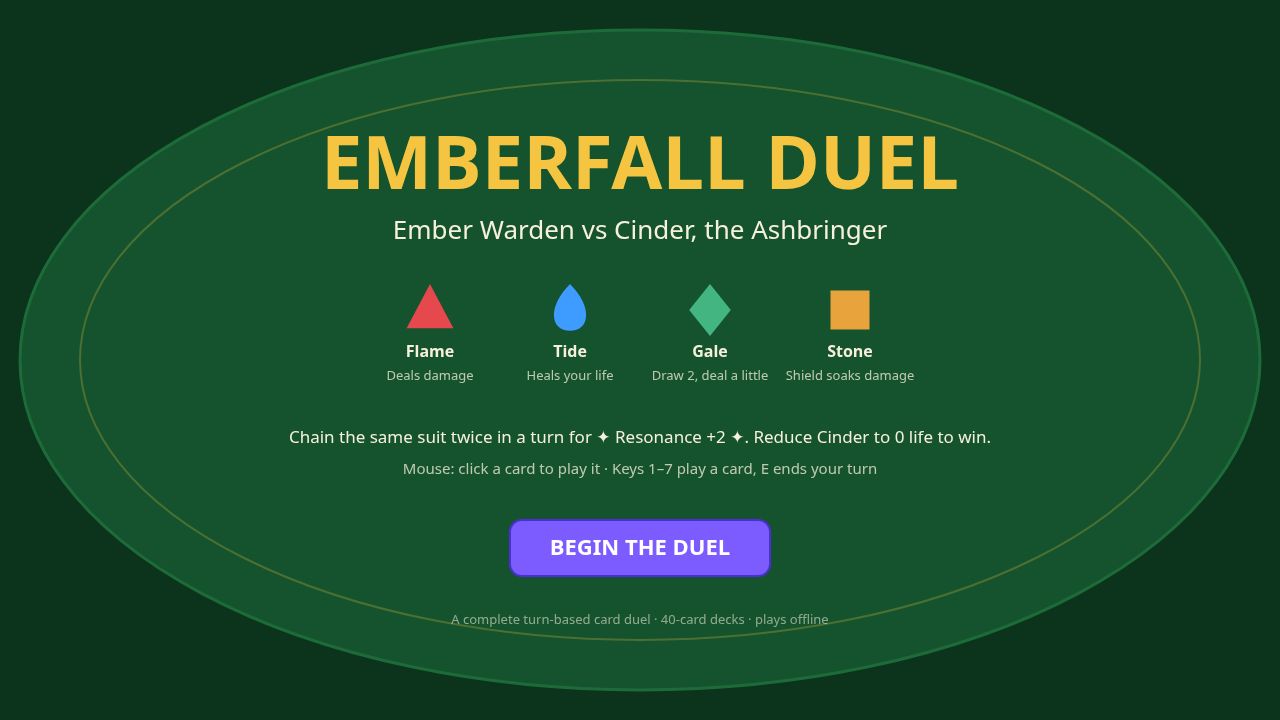 EMBERFALL DUEL
Ember Warden vs Cinder, the Ashbringer
Flame
Tide
Gale
Stone
Deals damage
Heals your life
Draw 2, deal a little
Shield soaks damage
Chain the same suit twice in a turn for ✦ Resonance +2 ✦. Reduce Cinder to 0 life to win.
Mouse: click a card to play it · Keys 1–7 play a card, E ends your turn
BEGIN THE DUEL
A complete turn-based card duel · 40-card decks · plays offline